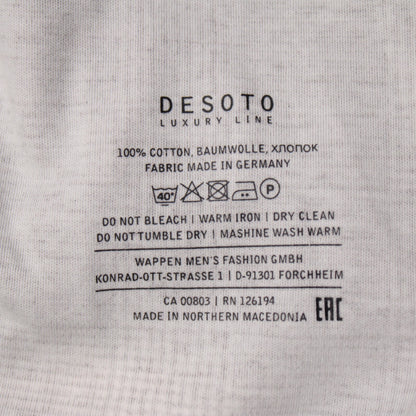 DESOTO
LUXURY LINE
100% COTTON, BAUMWOLLE, ХЛОПОК
FABRIC MADE IN GERMANY
40° P
DO NOT BLEACH | WARM IRON | DRY CLEAN
DO NOT TUMBLE DRY | MASHINE WASH WARM
WAPPEN MEN'S FASHION GMBH
KONRAD-OTT-STRASSE 1 | D-91301 FORCHHEIM
CA 00803 | RN 126194
MADE IN NORTHERN MACEDONIA EAC